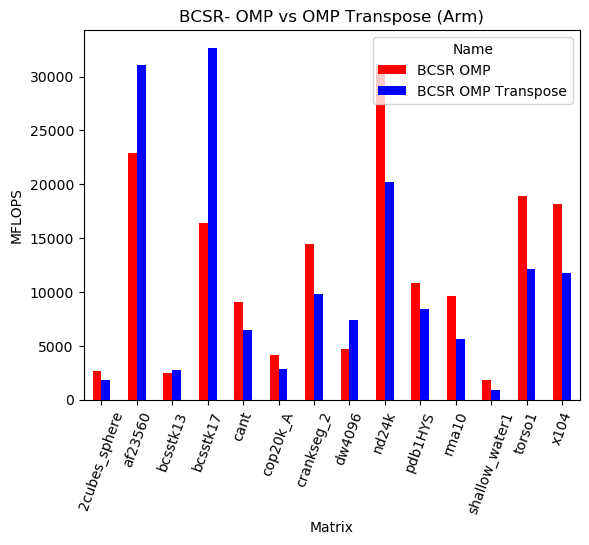 BCSR- OMP vs OMP Transpose (Arm)
Name
BCSR OMP
BCSR OMP Transpose
MFLOPS
30000
25000
20000
15000
10000
5000
0
2cubes_sphere
af23560
bcsstk13
bcsstk17
cant
cop20k_A
crankseg_2
dw4096
nd24k
pdb1HYS
rma10
shallow_water1
torso1
x104
Matrix